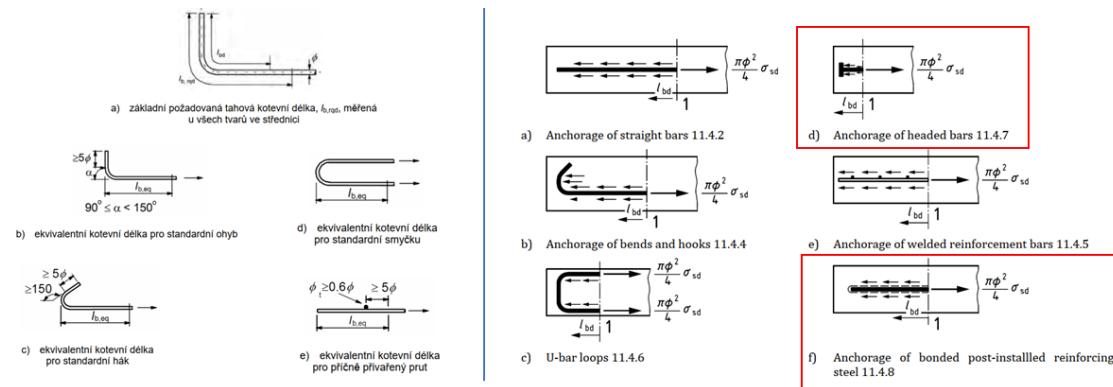 l_bd
ϕ
l_b, rqd
a) základní požadovaná tahová kotevní délka, l_b,rqd, měřená
u všech tvarů ve střednici
≥5ϕ
α
l_b,eq
90° ≤ α < 150°
b) ekvivalentní kotevní délka pro standardní ohyb
l_b,eq
d) ekvivalentní kotevní délka
pro standardní smyčku
≥ 5ϕ
≥150
l_b,eq
c) ekvivalentní kotevní délka
pro standardní hák
ϕ_t ≥0.6ϕ ≥ 5ϕ
l_b,eq
e) ekvivalentní kotevní délka
pro příčně přivařený prut
πϕ²/4 σ_sd
l_bd 1
a) Anchorage of straight bars 11.4.2
πϕ²/4 σ_sd
l_bd 1
d) Anchorage of headed bars 11.4.7
πϕ²/4 σ_sd
l_bd 1
b) Anchorage of bends and hooks 11.4.4
πϕ²/4 σ_sd
l_bd 1
e) Anchorage of welded reinforcement bars 11.4.5
πϕ²/4 σ_sd
πϕ²/4 σ_sd
l_bd 1
c) U-bar loops 11.4.6
πϕ²/4 σ_sd
l_bd 1
f) Anchorage of bonded post-installled reinforcing
steel 11.4.8